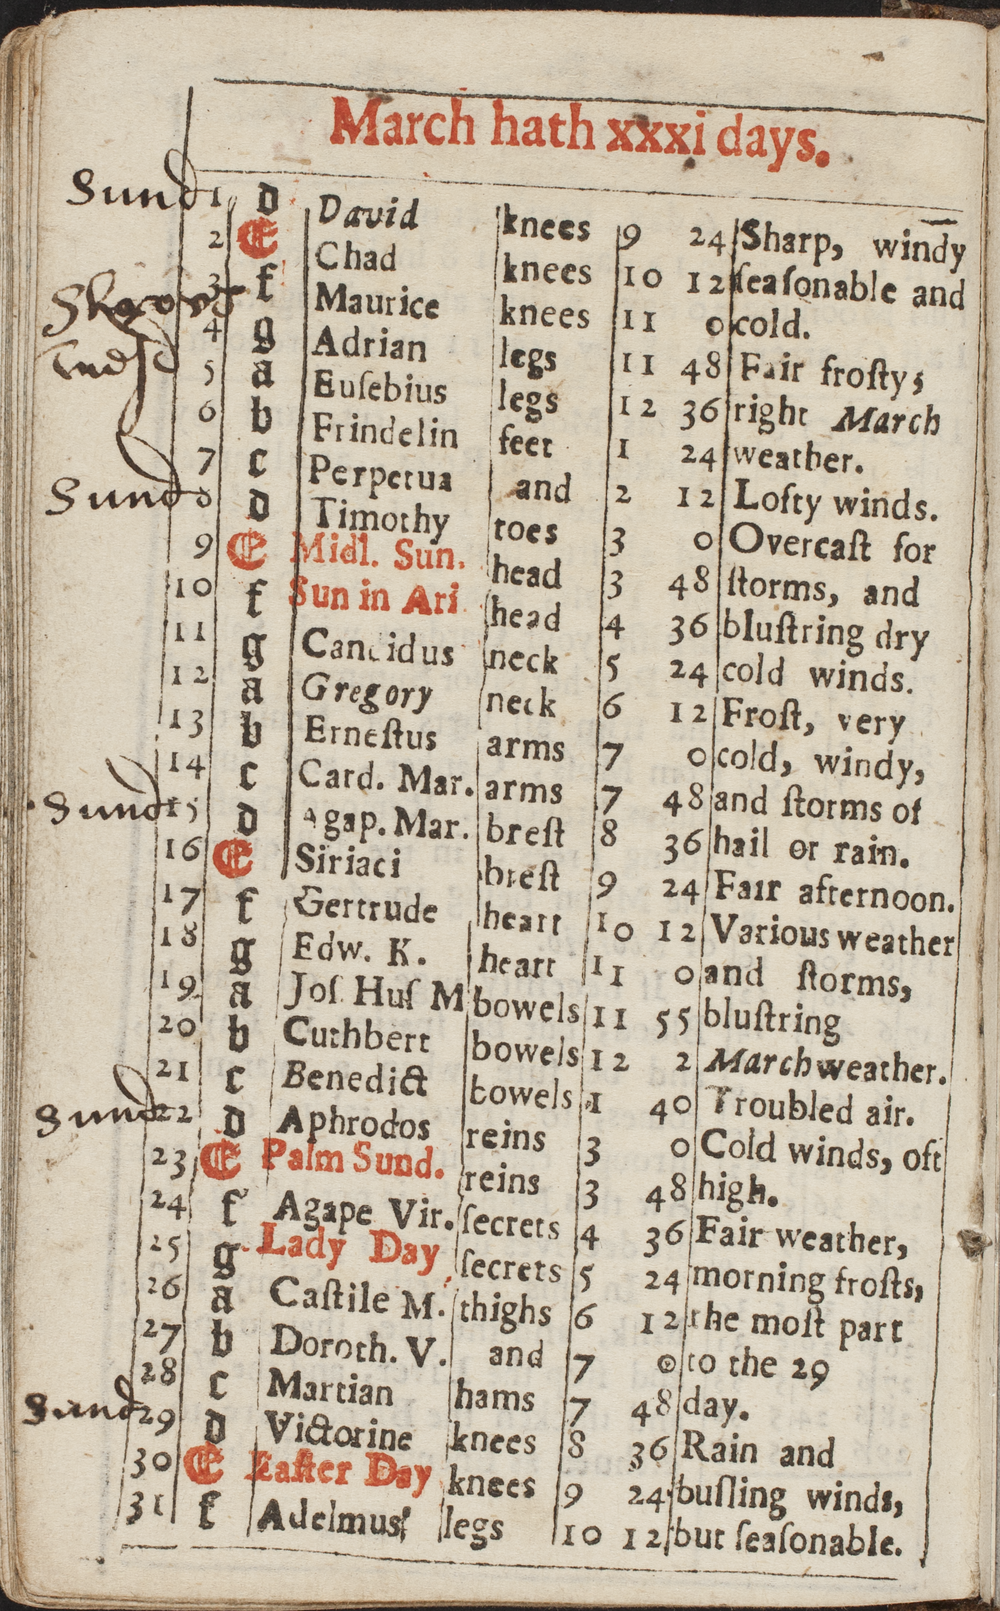 March hath xxxi days.
Sund 1 d David knees 9 24 Sharp, windy
2 E Chad knees 10 12 ſeaſonable and
3 f Maurice knees 11 0 cold.
4 g Adrian legs 11 48 Fair froſty,
5 a Euſebius legs 12 36 right March
6 b Frindelin feet 1 24 weather.
7 c Perpetua and 2 12 Lofty winds.
Sund 8 d Timothy toes 3 0 Overcaſt for
9 E Midl. Sun. head 3 48 ſtorms, and
10 f Sun in Ari head 4 36 bluſtring dry
11 g Candidus neck 5 24 cold winds.
12 a Gregory neck 6 12 Froſt, very
13 b Erneſtus arms 7 0 cold, windy,
14 c Card. Mar. arms 7 48 and ſtorms of
Sund 15 d Agap. Mar. breſt 8 36 hail or rain.
16 E Siriaci breſt 9 24 Fair afternoon.
17 f Gertrude heart 10 12 Various weather
18 g Edw. K. heart 11 0 and ſtorms,
19 a Joſ Huſ M bowels 11 55 bluſtring
20 b Cuthbert bowels 12 2 March weather.
21 c Benedict bowels 1 40 Troubled air.
Sund 22 d Aphrodos reins 3 0 Cold winds, oft
23 E Palm Sund. reins 3 48 high.
24 f Agape Vir. ſecrets 4 36 Fair weather,
25 g Lady Day ſecrets 5 24 morning froſts,
26 a Caſtile M. thighs 6 12 the moſt part
27 b Doroth. V. and 7 0 to the 29
28 c Martian hams 7 48 day.
Sund 29 d Victorine knees 8 36 Rain and
30 E Eaſter Day knees 9 24 buſling winds,
31 f Adelmus legs 10 12 but ſeaſonable.